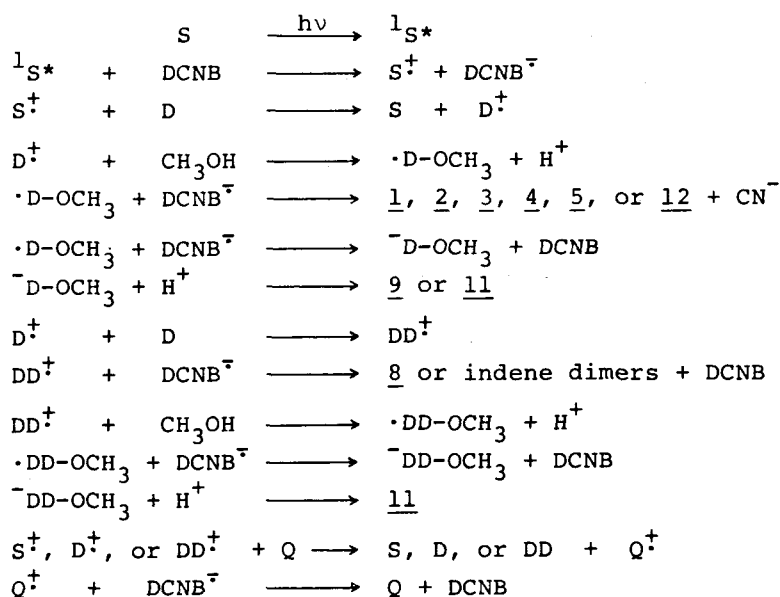 S —hν→ ¹S*
¹S* + DCNB ⟶ S⨥ + DCNB⨪
S⨥ + D ⟶ S + D⨥
D⨥ + CH₃OH ⟶ ·D-OCH₃ + H⁺
·D-OCH₃ + DCNB⨪ ⟶ 1, 2, 3, 4, 5, or 12 + CN⁻
·D-OCH₃ + DCNB⨪ ⟶ ⁻D-OCH₃ + DCNB
⁻D-OCH₃ + H⁺ ⟶ 9 or 11
D⨥ + D ⟶ DD⨥
DD⨥ + DCNB⨪ ⟶ 8 or indene dimers + DCNB
DD⨥ + CH₃OH ⟶ ·DD-OCH₃ + H⁺
·DD-OCH₃ + DCNB⨪ ⟶ ⁻DD-OCH₃ + DCNB
⁻DD-OCH₃ + H⁺ ⟶ 11
S⨥, D⨥, or DD⨥ + Q ⟶ S, D, or DD + Q⨥
Q⨥ + DCNB⨪ ⟶ Q + DCNB